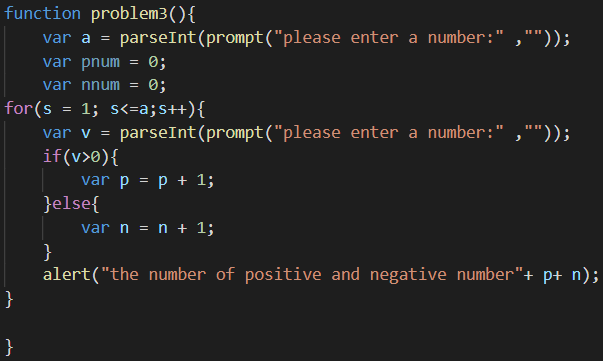 function problem3(){
    var a = parseInt(prompt("please enter a number:" ,""));
    var pnum = 0;
    var nnum = 0;
for(s = 1; s<=a;s++){
    var v = parseInt(prompt("please enter a number:" ,""));
    if(v>0){
        var p = p + 1;
    }else{
        var n = n + 1;
    }
    alert("the number of positive and negative number"+ p+ n);
}
}